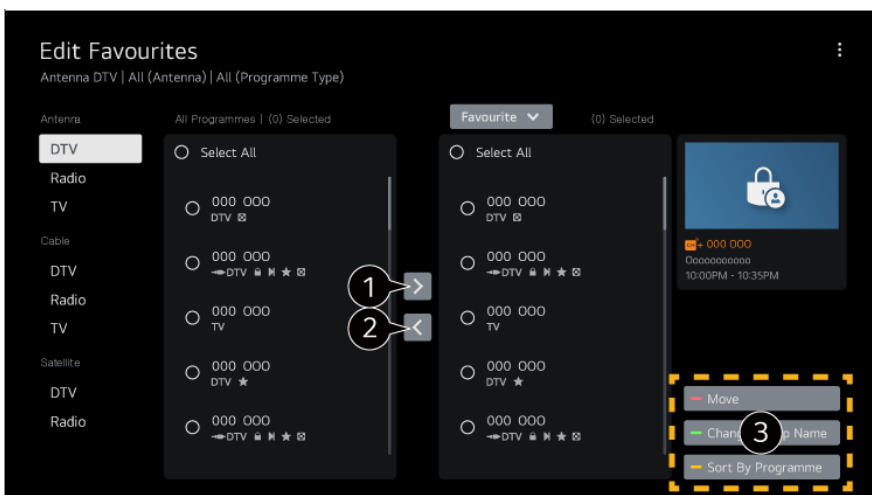 Edit Favourites
Antenna DTV | All (Antenna) | All (Programme Type)
Antenna
DTV
Radio
TV
Cable
DTV
Radio
TV
Satellite
DTV
Radio
All Programmes | (0) Selected
Select All
000 000
DTV
000 000
DTV
000 000
TV
000 000
DTV
000 000
DTV
1
2
Favourite
(0) Selected
Select All
000 000
DTV
000 000
DTV
000 000
TV
000 000
DTV
000 000
DTV
CH+ 000 000
Ooooooooooo
10:00PM - 10:35PM
Move
3
Name
Sort By Programme